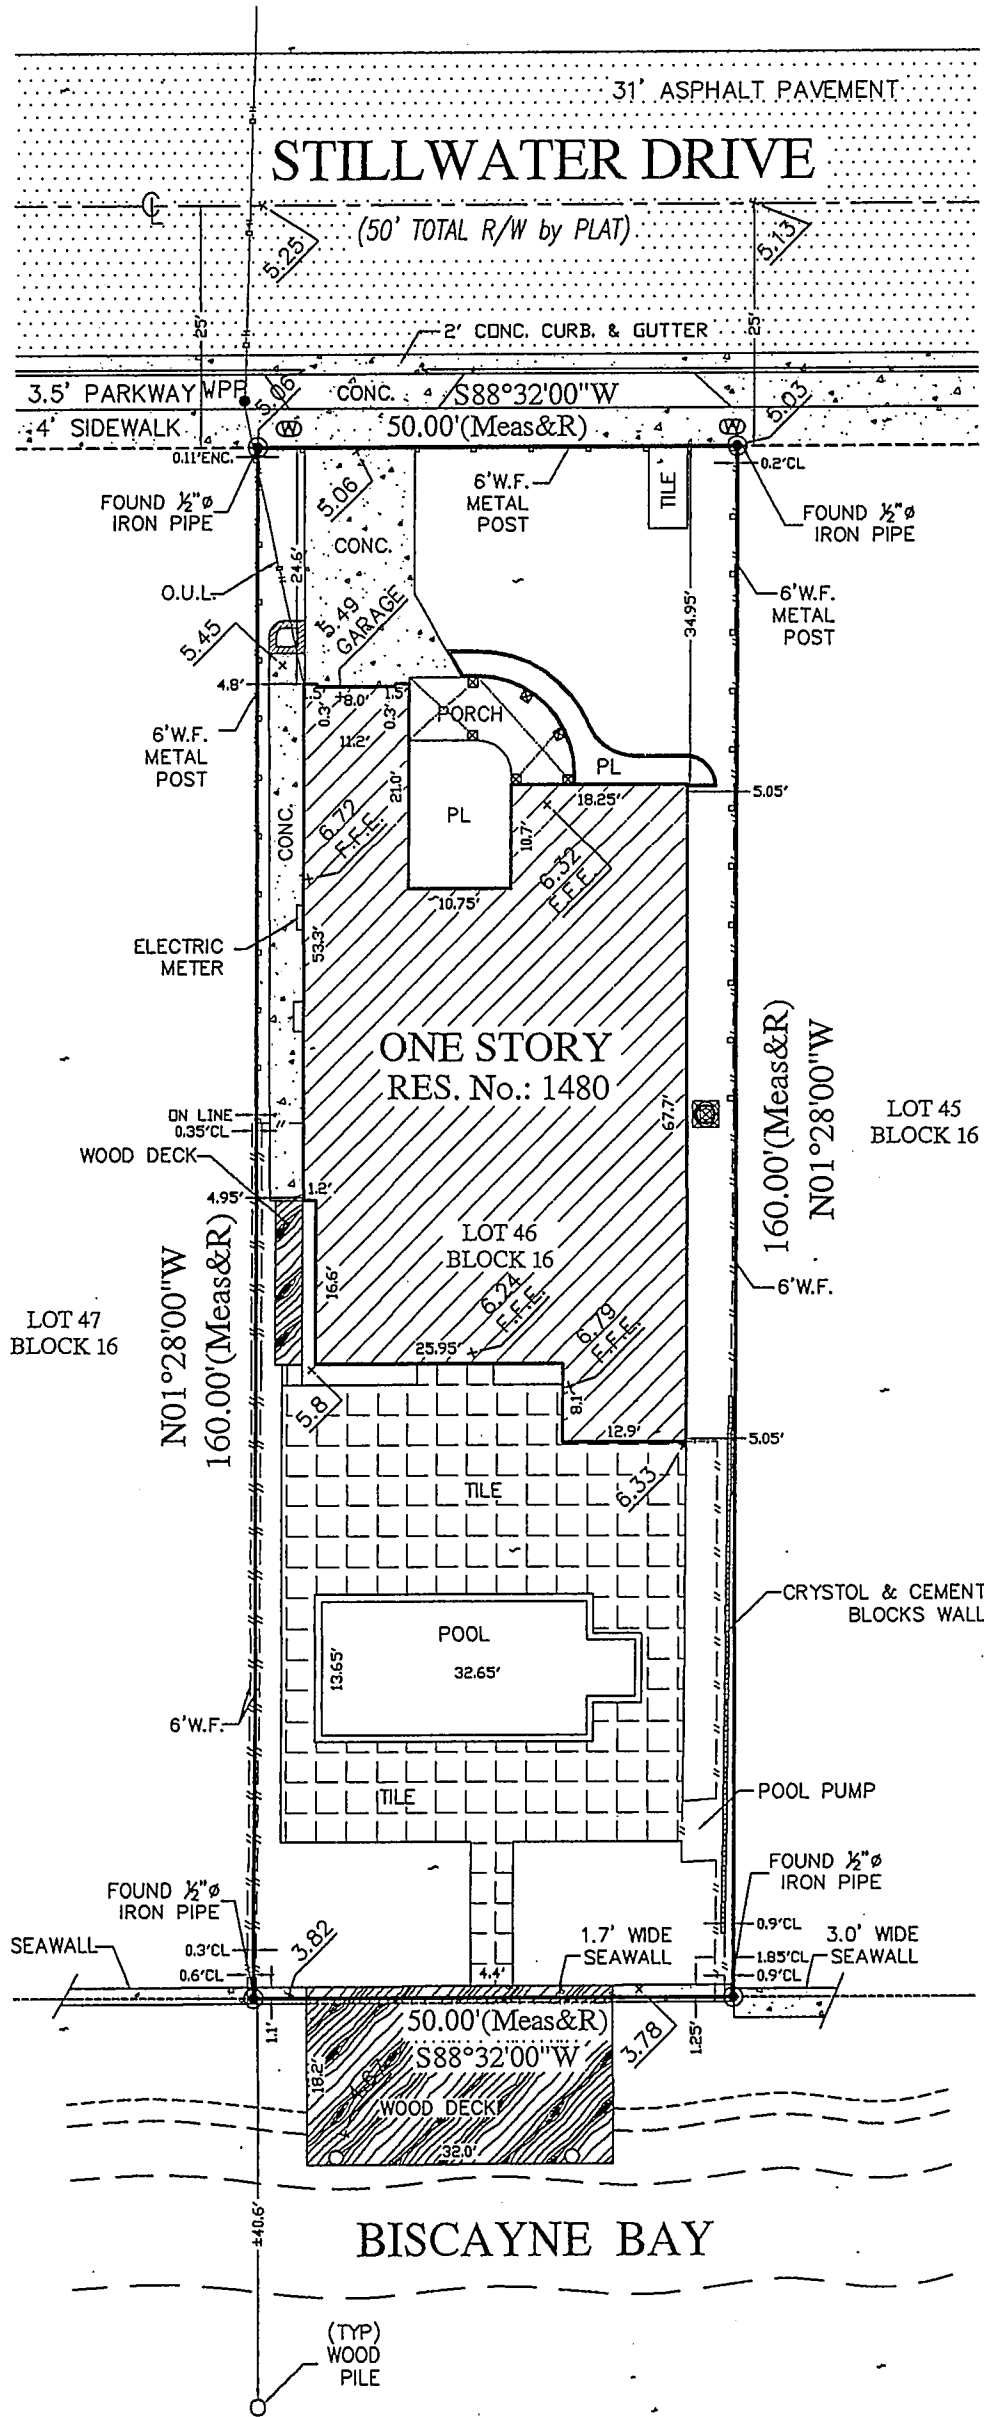 31' ASPHALT PAVEMENT
STILLWATER DRIVE
(50' TOTAL R/W by PLAT)
5.25
5.13
25'
25'
2' CONC. CURB. & GUTTER
3.5' PARKWAY
WPP
5.06
CONC.
S88°32'00"W
5.03
4' SIDEWALK
W
50.00'(Meas&R)
W
0.11'ENC.
0.2'CL
FOUND ½"ø
IRON PIPE
5.06
6'W.F.
METAL
POST
TILE
FOUND ½"ø
IRON PIPE
CONC.
24.6'
O.U.L.
5.49
GARAGE
34.95'
6'W.F.
METAL
POST
5.45
4.8'
.5'
8.0'
1.5'
0.3'
0.3'
11.2'
PORCH
6'W.F.
METAL
POST
PL
21.0'
PL
5.05'
18.25'
CONC.
6.72
F.F.E.
10.7'
6.32
F.F.E.
10.75'
ELECTRIC
METER
53.3'
ONE STORY
RES. No.: 1480
67.7'
160.00'(Meas&R)
N01°28'00"W
LOT 45
BLOCK 16
ON LINE
0.35'CL
WOOD DECK
4.95'
1.2'
LOT 46
BLOCK 16
16.6'
6.24
F.F.E.
6.79
F.F.E.
6'W.F.
LOT 47
BLOCK 16
N01°28'00"W
160.00'(Meas&R)
25.95'
5.8
8.1'
12.9'
5.05'
6.33
TILE
CRYSTOL & CEMENT
BLOCKS WALL
POOL
13.65'
32.65'
6'W.F.
TILE
POOL PUMP
FOUND ½"ø
IRON PIPE
FOUND ½"ø
IRON PIPE
SEAWALL
0.3'CL
0.6'CL
3.82
1.7' WIDE
SEAWALL
0.9'CL
1.85'CL
0.9'CL
3.0' WIDE
SEAWALL
4.4'
1.1'
50.00'(Meas&R)
S88°32'00"W
3.78
1.25'
18.2'
WOOD DECK
32.0'
±40.6'
BISCAYNE BAY
(TYP)
WOOD
PILE